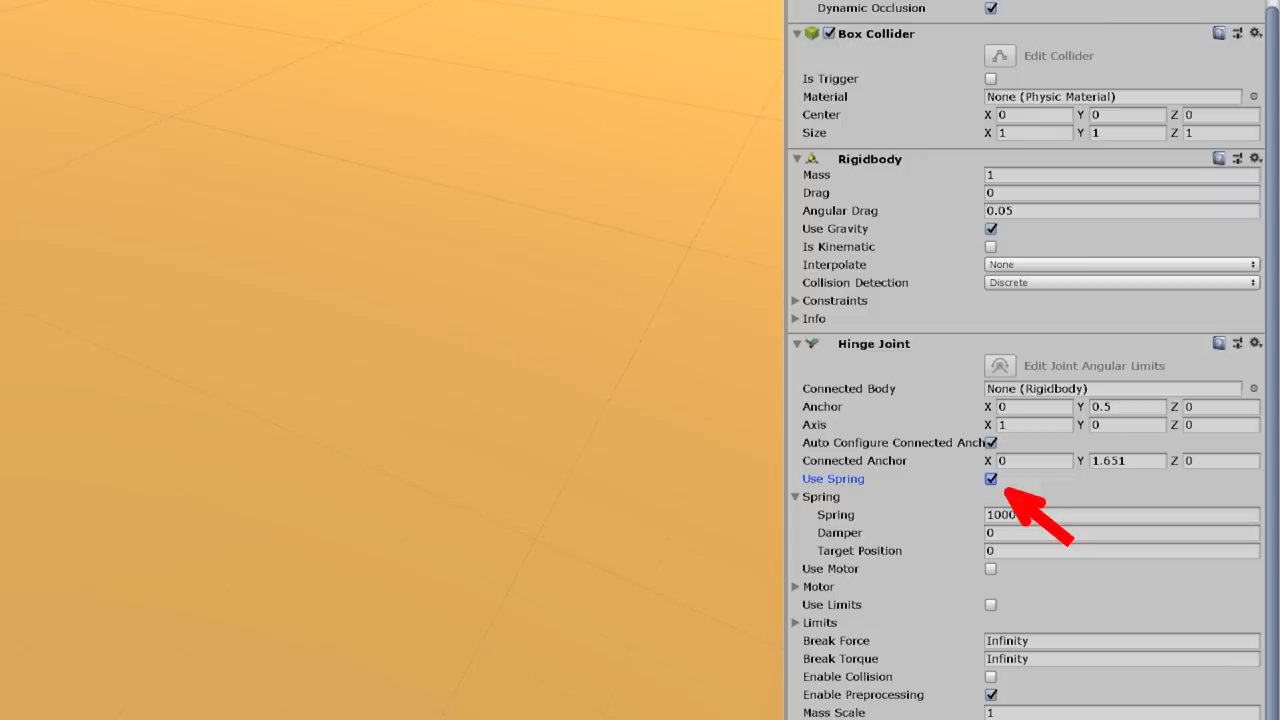 Dynamic Occlusion
Box Collider
Edit Collider
Is Trigger
Material None (Physic Material)
Center X 0 Y 0 Z 0
Size X 1 Y 1 Z 1
Rigidbody
Mass 1
Drag 0
Angular Drag 0.05
Use Gravity
Is Kinematic
Interpolate None
Collision Detection Discrete
Constraints
Info
Hinge Joint
Edit Joint Angular Limits
Connected Body None (Rigidbody)
Anchor X 0 Y 0.5 Z 0
Axis X 1 Y 0 Z 0
Auto Configure Connected Anch
Connected Anchor X 0 Y 1.651 Z 0
Use Spring
Spring
Spring 1000
Damper 0
Target Position 0
Use Motor
Motor
Use Limits
Limits
Break Force Infinity
Break Torque Infinity
Enable Collision
Enable Preprocessing
Mass Scale 1